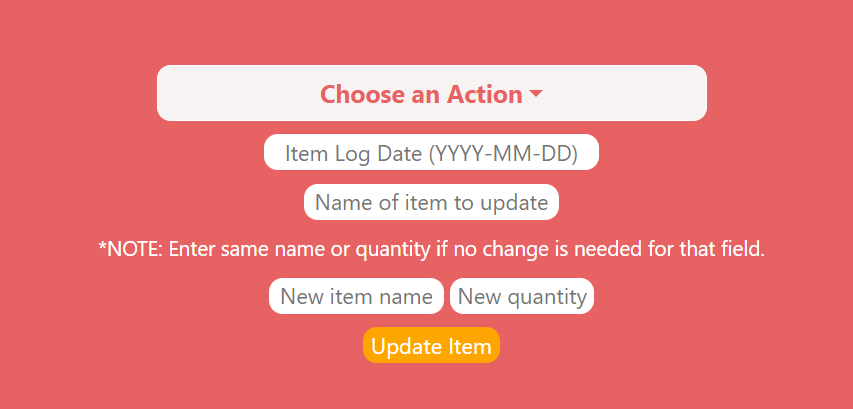 Choose an Action
Item Log Date (YYYY-MM-DD)
Name of item to update
*NOTE: Enter same name or quantity if no change is needed for that field.
New item name New quantity
Update Item